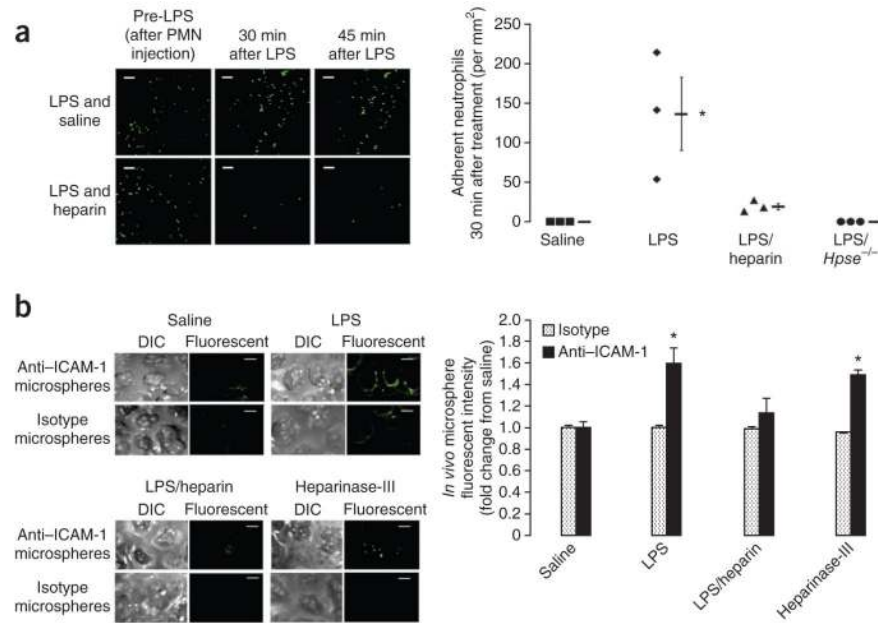 a
Pre-LPS
(after PMN
injection)
30 min
after LPS
45 min
after LPS
LPS and
saline
LPS and
heparin
Adherent neutrophils
30 min after treatment (per mm²)
250
200
150
100
50
0
*
Saline
LPS
LPS/
heparin
LPS/
Hpse⁻/⁻
b
Saline
LPS
DIC
Fluorescent
DIC
Fluorescent
Anti–ICAM-1
microspheres
Isotype
microspheres
LPS/heparin
Heparinase-III
DIC
Fluorescent
DIC
Fluorescent
Anti–ICAM-1
microspheres
Isotype
microspheres
In vivo microsphere
fluorescent intensity
(fold change from saline)
2.0
1.8
1.6
1.4
1.2
1.0
0.8
0.6
0.4
0.2
0
Isotype
Anti–ICAM-1
*
*
Saline
LPS
LPS/heparin
Heparinase-III